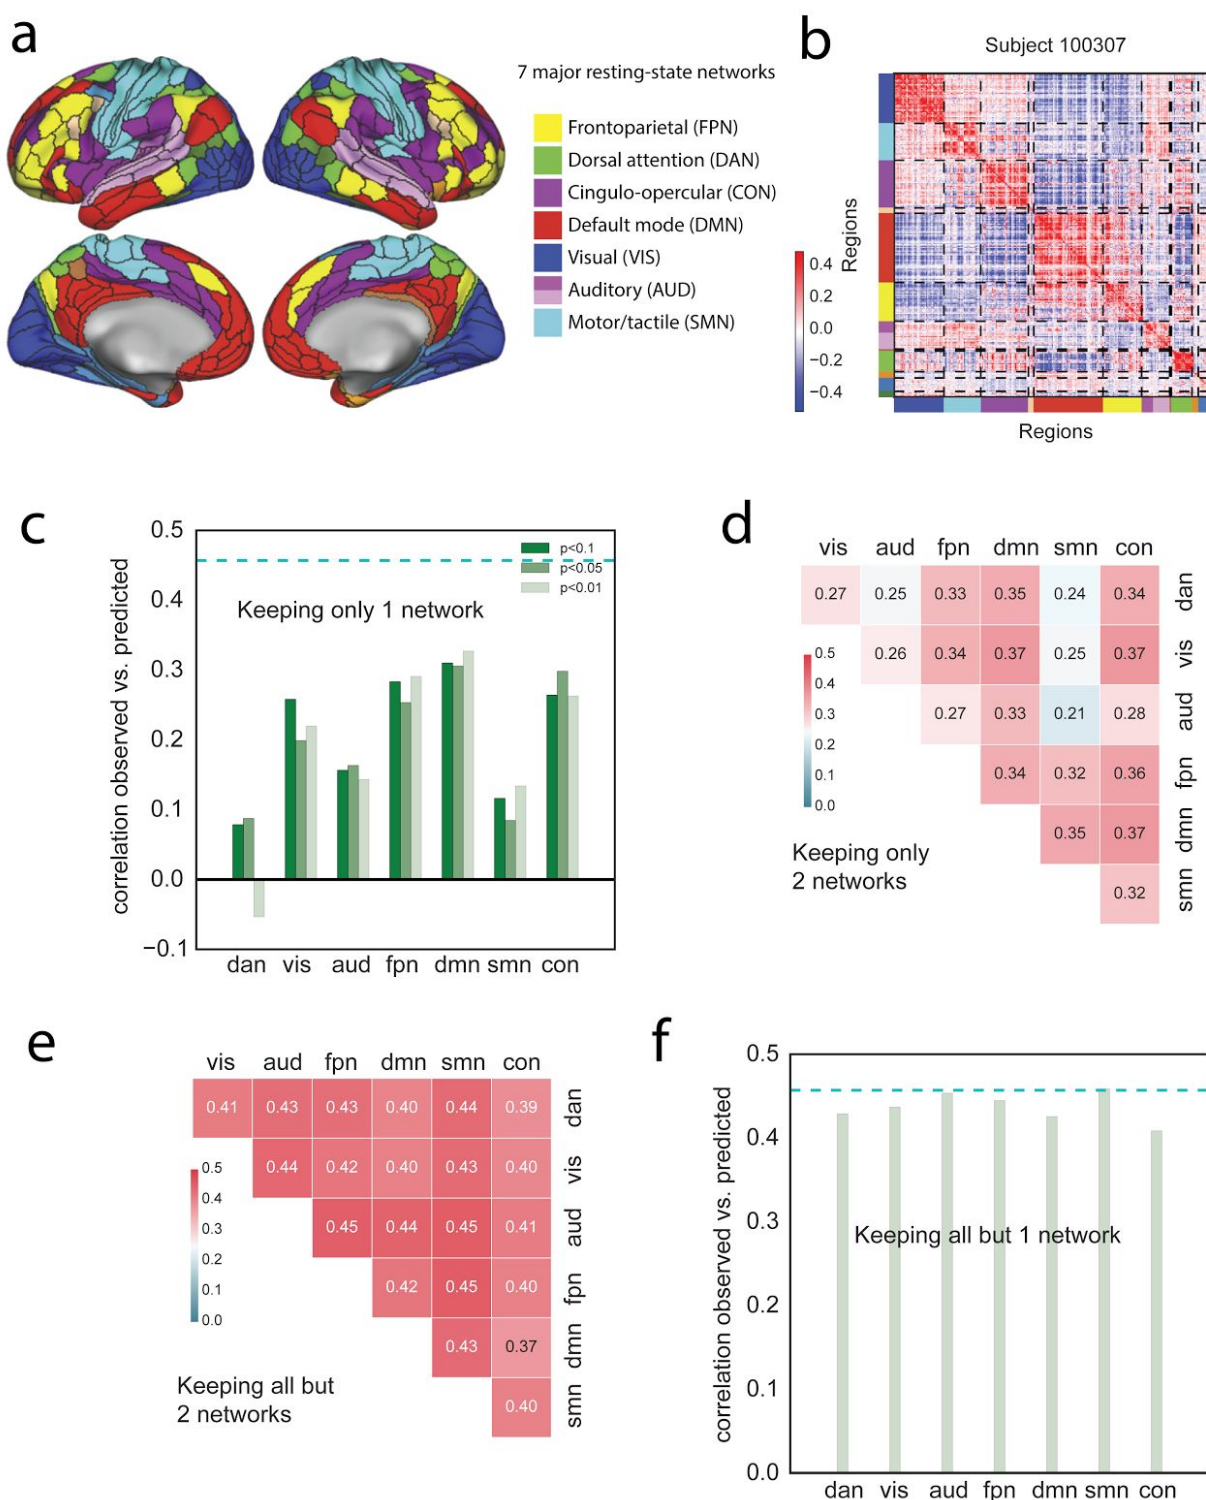 a
7 major resting-state networks
Frontoparietal (FPN)
Dorsal attention (DAN)
Cingulo-opercular (CON)
Default mode (DMN)
Visual (VIS)
Auditory (AUD)
Motor/tactile (SMN)
b
Subject 100307
Regions
0.4
0.2
0.0
−0.2
−0.4
Regions
c
correlation observed vs. predicted
0.5
0.4
0.3
0.2
0.1
0.0
−0.1
p<0.1
p<0.05
p<0.01
Keeping only 1 network
dan vis aud fpn dmn smn con
d
vis aud fpn dmn smn con
0.27 0.25 0.33 0.35 0.24 0.34 dan
0.26 0.34 0.37 0.25 0.37 vis
0.27 0.33 0.21 0.28 aud
0.34 0.32 0.36 fpn
0.35 0.37 dmn
0.32 smn
0.5
0.4
0.3
0.2
0.1
0.0
Keeping only
2 networks
e
vis aud fpn dmn smn con
0.41 0.43 0.43 0.40 0.44 0.39 dan
0.44 0.42 0.40 0.43 0.40 vis
0.45 0.44 0.45 0.41 aud
0.42 0.45 0.40 fpn
0.43 0.37 dmn
0.40 smn
0.5
0.4
0.3
0.2
0.1
0.0
Keeping all but
2 networks
f
correlation observed vs. predicted
0.5
0.4
0.3
0.2
0.1
0.0
Keeping all but 1 network
dan vis aud fpn dmn smn con